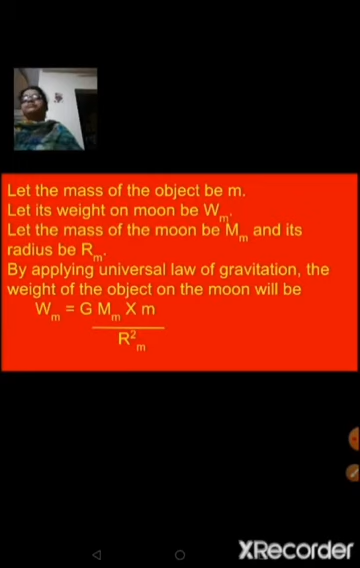 Let the mass of the object be m.
Let its weight on moon be Wₘ.
Let the mass of the moon be Mₘ and its
radius be Rₘ.
By applying universal law of gravitation, the
weight of the object on the moon will be
Wₘ = G Mₘ X m
R²ₘ
XRecorder